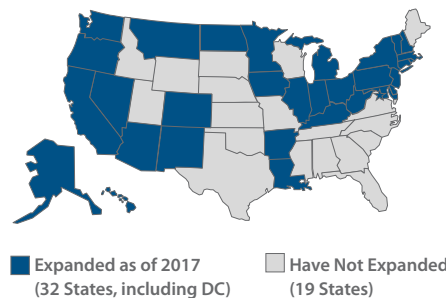 Expanded as of 2017
(32 States, including DC)
Have Not Expanded
(19 States)